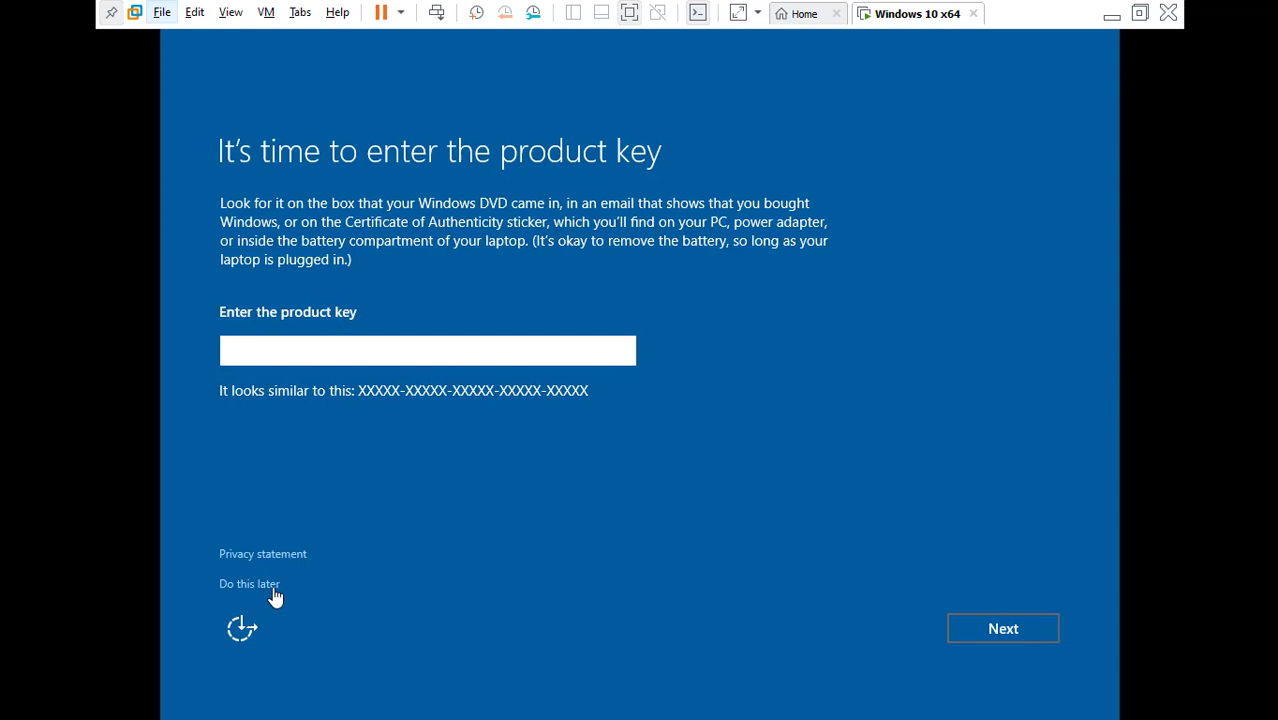 File Edit View VM Tabs Help Home Windows 10 x64
It's time to enter the product key
Look for it on the box that your Windows DVD came in, in an email that shows that you bought
Windows, or on the Certificate of Authenticity sticker, which you'll find on your PC, power adapter,
or inside the battery compartment of your laptop. (It's okay to remove the battery, so long as your
laptop is plugged in.)
Enter the product key
It looks similar to this: XXXXX-XXXXX-XXXXX-XXXXX-XXXXX
Privacy statement
Do this later
Next